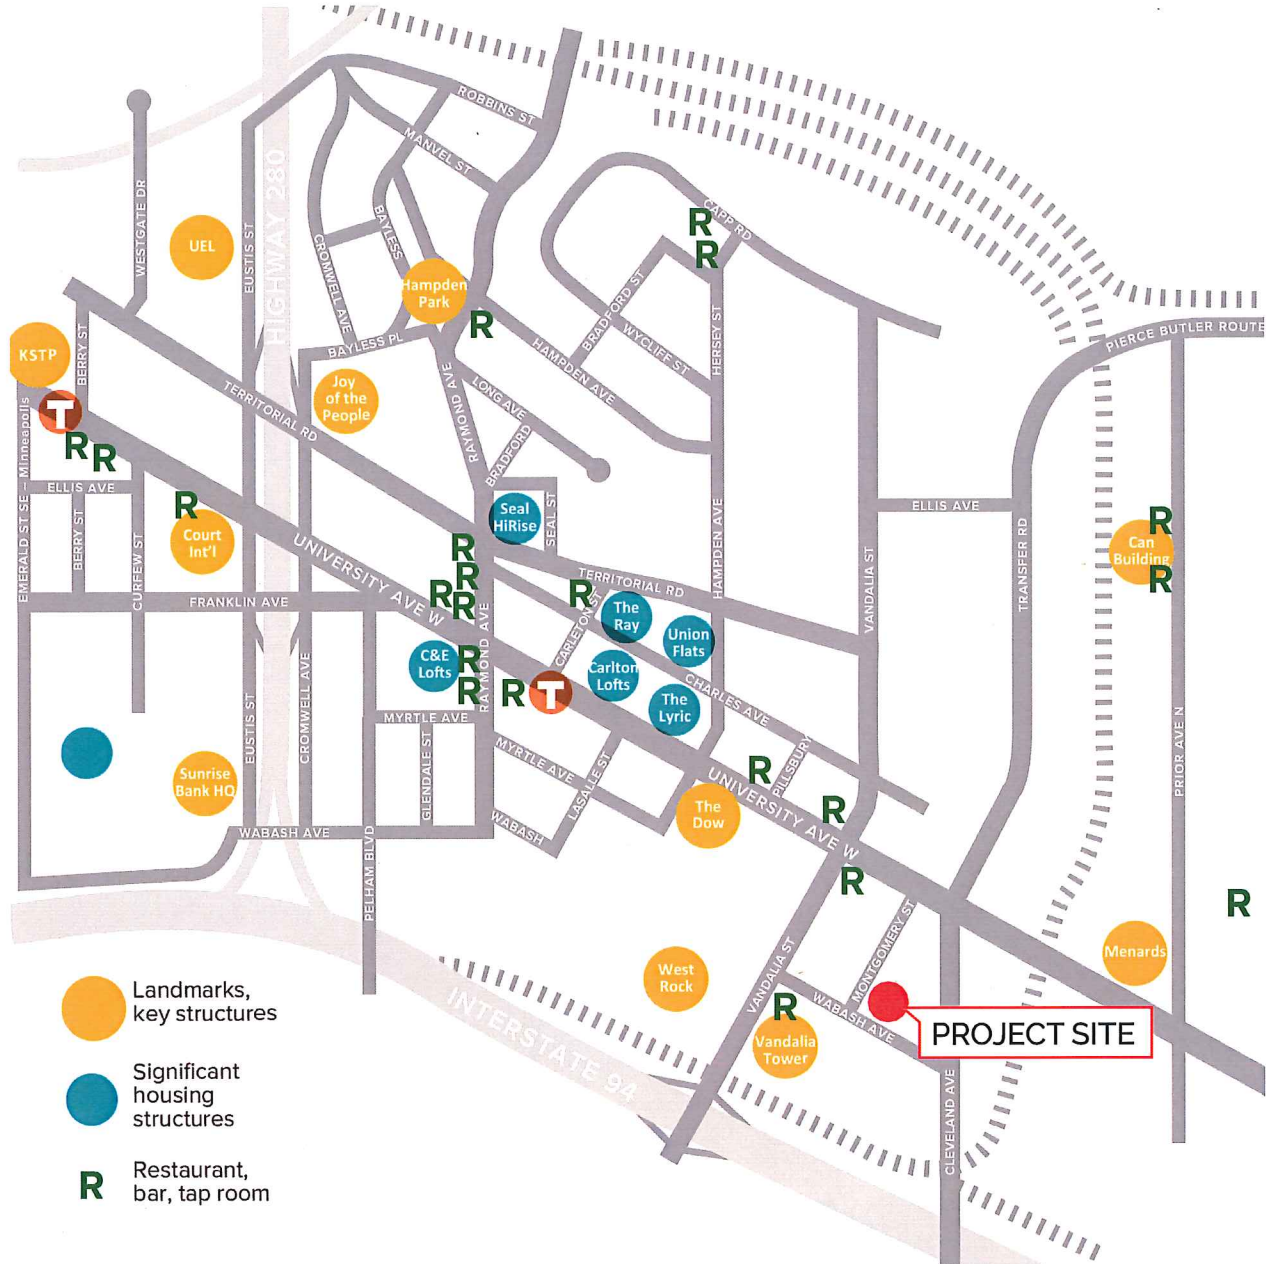 ROBBINS ST
MANVEL ST
WESTGATE DR
HIGHWAY 280
EUSTIS ST
UEL
BAYLESS
CROMWELL AVE
CAPP RD
R
R
Hampden
Park
R
BRADFORD ST
WYCLIFF ST
HERSEY ST
HAMPDEN AVE
PIERCE BUTLER ROUTE
KSTP
BERRY ST
BAYLESS PL
Joy
of the
People
TERRITORIAL RD
RAYMOND AVE
LONG AVE
BRADFORD
T
R
R
EMERALD ST SE – Minneapolis
ELLIS AVE
BERRY ST
CURFEW ST
R
Court
Int'l
Seal
HiRise
SEAL ST
HAMPDEN AVE
ELLIS AVE
VANDALIA ST
TRANSFER RD
R
Can
Building
R
UNIVERSITY AVE W
FRANKLIN AVE
R
R
R
R
TERRITORIAL RD
R
CARLETON ST
The
Ray
Union
Flats
C&E
Lofts
R
R
RAYMOND AVE
R
T
Carlton
Lofts
The
Lyric
CHARLES AVE
EUSTIS ST
CROMWELL AVE
MYRTLE AVE
GLENDALE ST
MYRTLE AVE
LASALLE ST
WABASH
Sunrise
Bank HQ
WABASH AVE
PELHAM BLVD
The
Dow
R
PILLSBURY
R
UNIVERSITY AVE W
R
PRIOR AVE N
R
MONTGOMERY ST
Menards
West
Rock
VANDALIA ST
R
WABASH AVE
Vandalia
Tower
PROJECT SITE
CLEVELAND AVE
INTERSTATE 94
Landmarks,
key structures
Significant
housing
structures
R
Restaurant,
bar, tap room